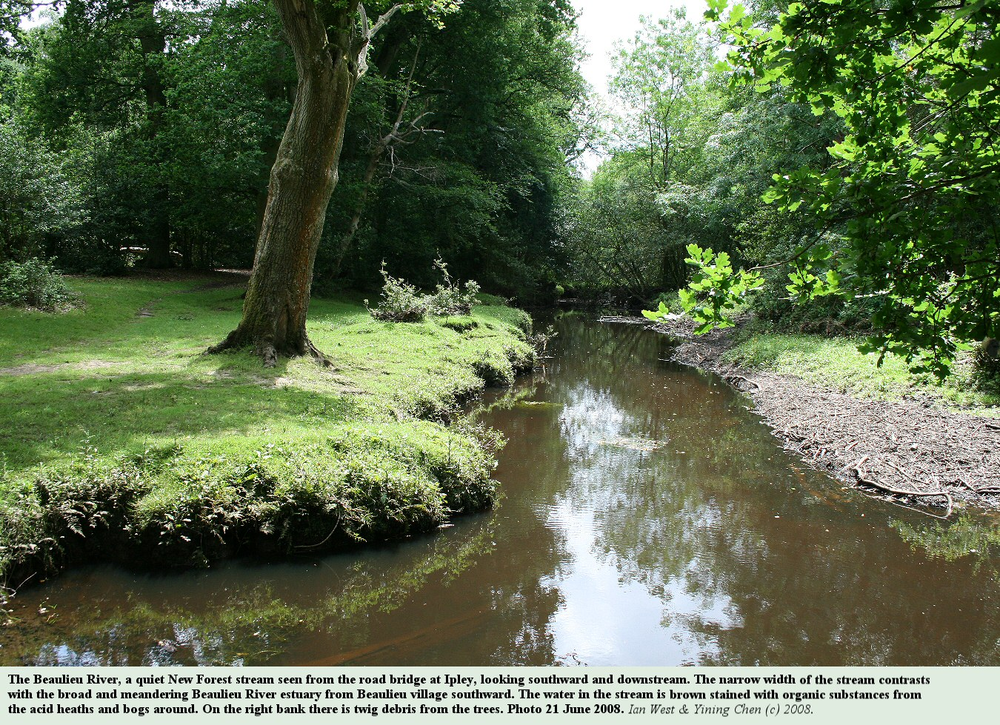 The Beaulieu River, a quiet New Forest stream seen from the road bridge at Ipley, looking southward and downstream. The narrow width of the stream contrasts
with the broad and meandering Beaulieu River estuary from Beaulieu village southward. The water in the stream is brown stained with organic substances from
the acid heaths and bogs around. On the right bank there is twig debris from the trees. Photo 21 June 2008. Ian West & Yining Chen (c) 2008.